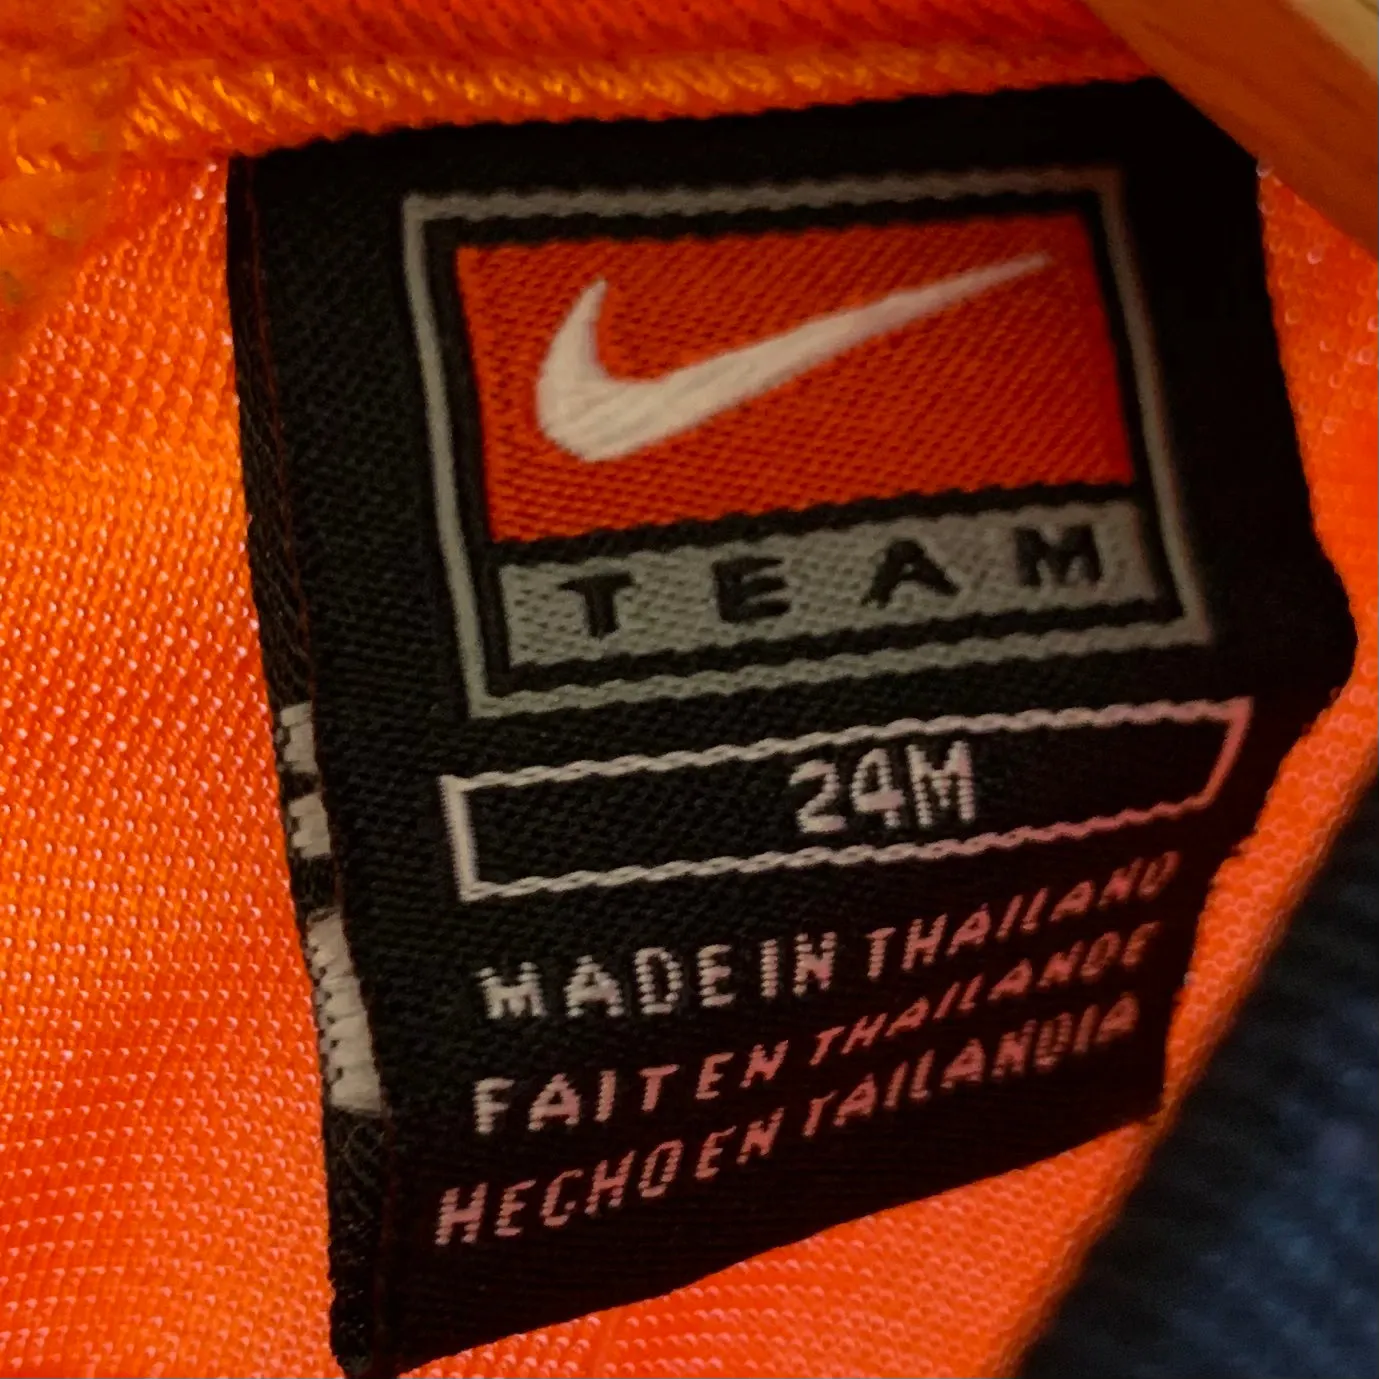 TEAM
24M
MADE IN THAILAND
FAIT EN THAILANDE
HECHO EN TAILANDIA